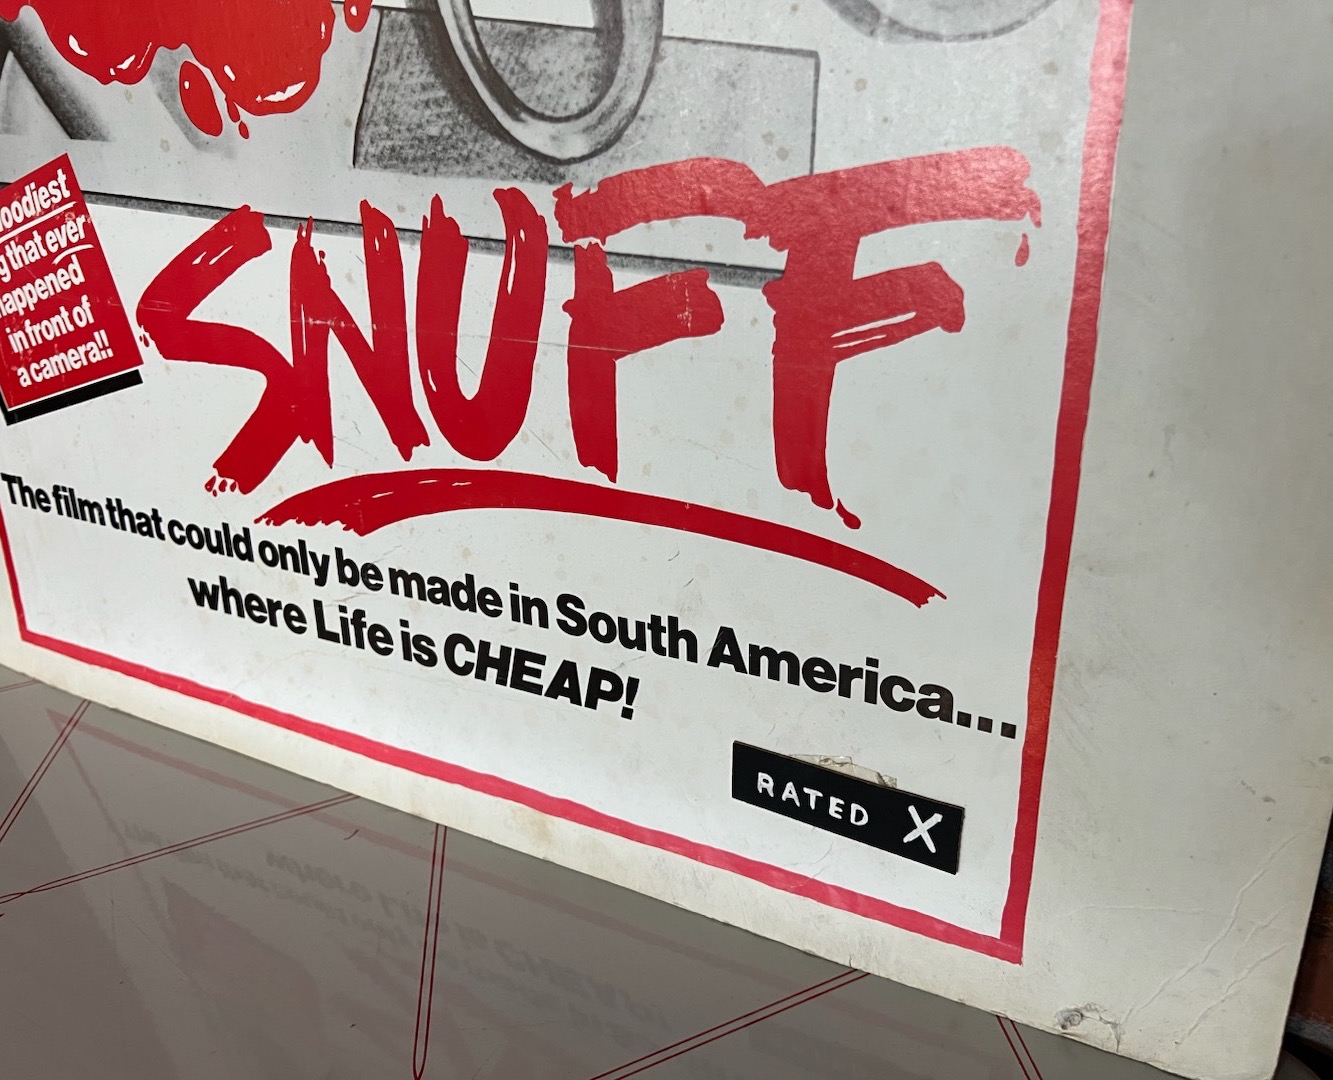 that ever
happened
in front of
a camera!!
SNUFF
The film that could only be made in South America...
where Life is CHEAP!
RATED X